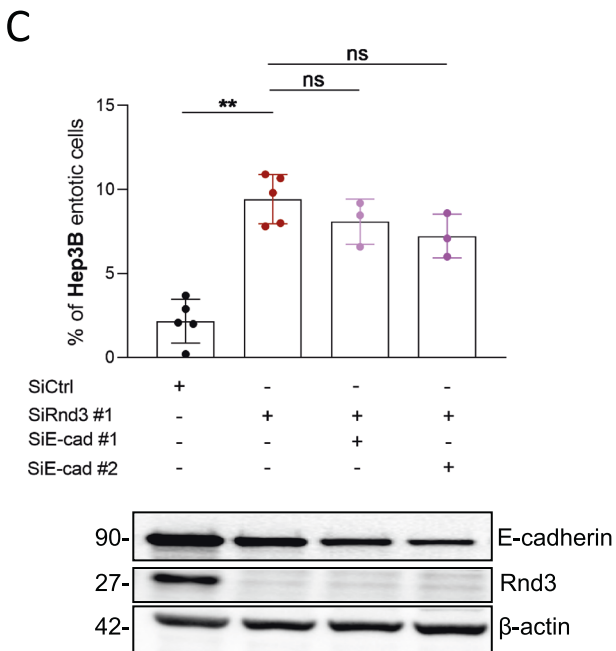 C
ns
ns
**
15
10
5
0
% of Hep3B entotic cells
SiCtrl + - - -
SiRnd3 #1 - + + +
SiE-cad #1 - - + -
SiE-cad #2 - - - +
90- E-cadherin
27- Rnd3
42- β-actin